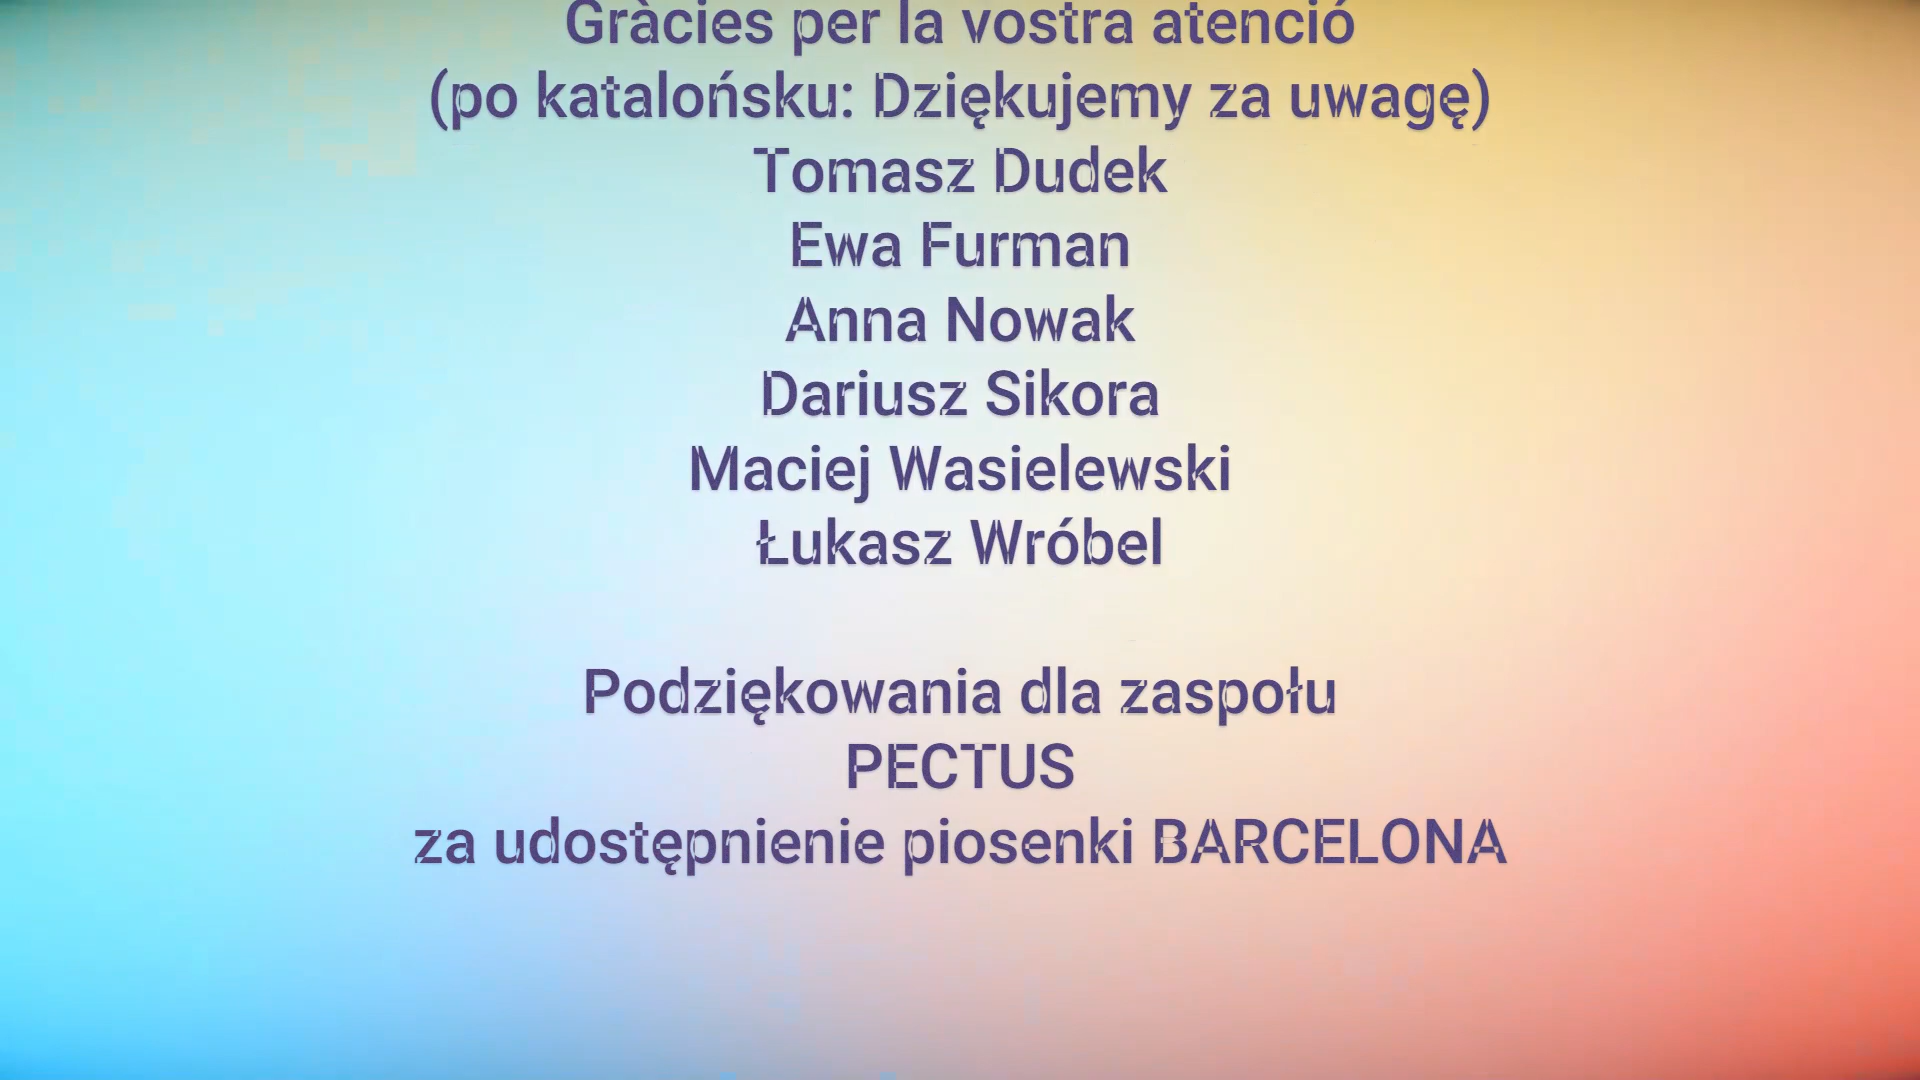 Gràcies per la vostra atenció
(po katalońsku: Dziękujemy za uwagę)
Tomasz Dudek
Ewa Furman
Anna Nowak
Dariusz Sikora
Maciej Wasielewski
Łukasz Wróbel
Podziękowania dla zaspołu
PECTUS
za udostępnienie piosenki BARCELONA